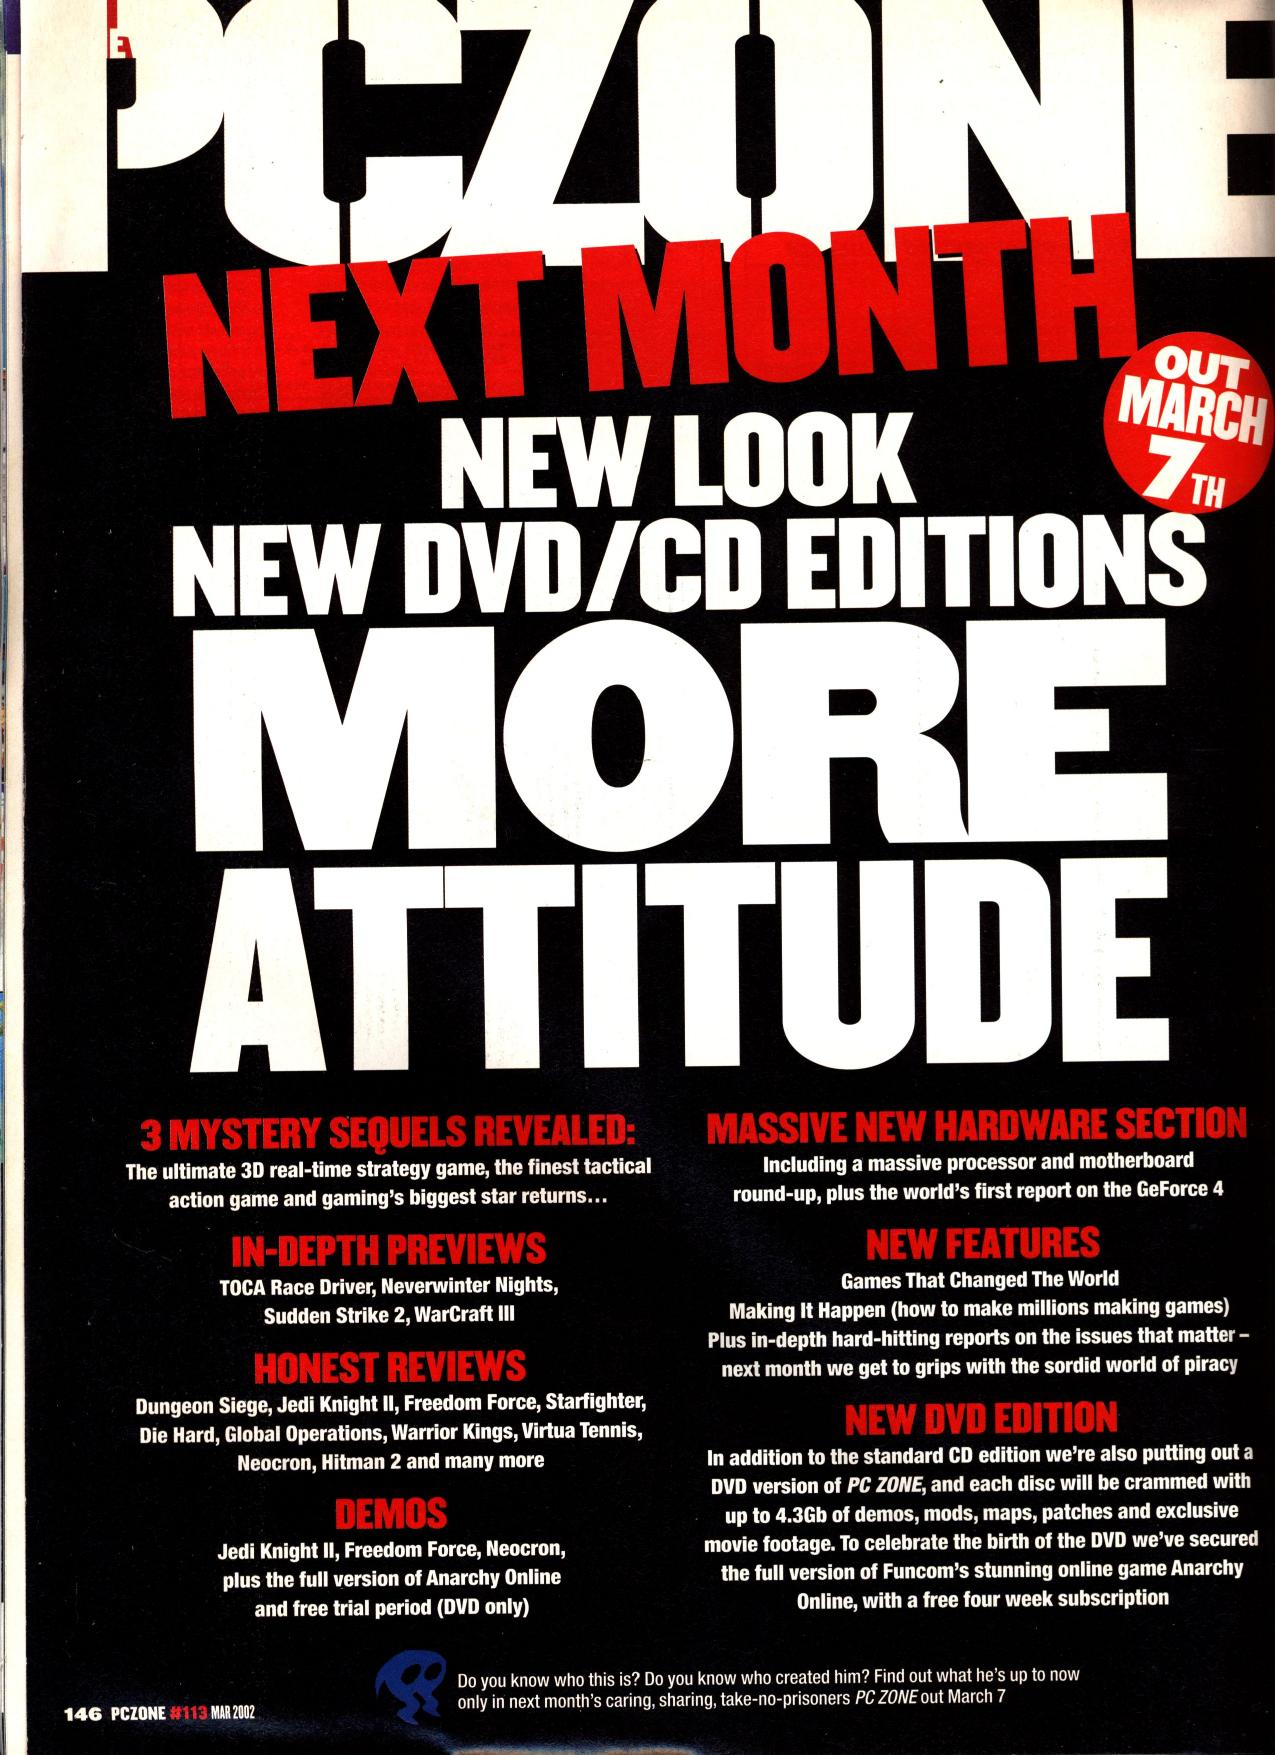 PCZONE
NEXT MONTH
OUT
MARCH
7TH
NEW LOOK
NEW DVD/CD EDITIONS
MORE
ATTITUDE
3 MYSTERY SEQUELS REVEALED:
The ultimate 3D real-time strategy game, the finest tactical
action game and gaming's biggest star returns...
IN-DEPTH PREVIEWS
TOCA Race Driver, Neverwinter Nights,
Sudden Strike 2, WarCraft III
HONEST REVIEWS
Dungeon Siege, Jedi Knight II, Freedom Force, Starfighter,
Die Hard, Global Operations, Warrior Kings, Virtua Tennis,
Neocron, Hitman 2 and many more
DEMOS
Jedi Knight II, Freedom Force, Neocron,
plus the full version of Anarchy Online
and free trial period (DVD only)
MASSIVE NEW HARDWARE SECTION
Including a massive processor and motherboard
round-up, plus the world's first report on the GeForce 4
NEW FEATURES
Games That Changed The World
Making It Happen (how to make millions making games)
Plus in-depth hard-hitting reports on the issues that matter –
next month we get to grips with the sordid world of piracy
NEW DVD EDITION
In addition to the standard CD edition we're also putting out a
DVD version of PC ZONE, and each disc will be crammed with
up to 4.3Gb of demos, mods, maps, patches and exclusive
movie footage. To celebrate the birth of the DVD we've secured
the full version of Funcom's stunning online game Anarchy
Online, with a free four week subscription
Do you know who this is? Do you know who created him? Find out what he's up to now
only in next month's caring, sharing, take-no-prisoners PC ZONE out March 7
146 PCZONE #113 MAR 2002